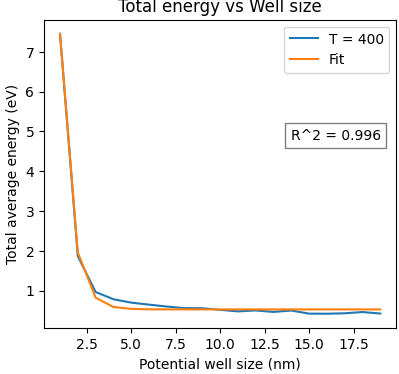 Total energy vs Well size
T = 400
Fit
R^2 = 0.996
Total average energy (eV)
7
6
5
4
3
2
1
2.5 5.0 7.5 10.0 12.5 15.0 17.5
Potential well size (nm)